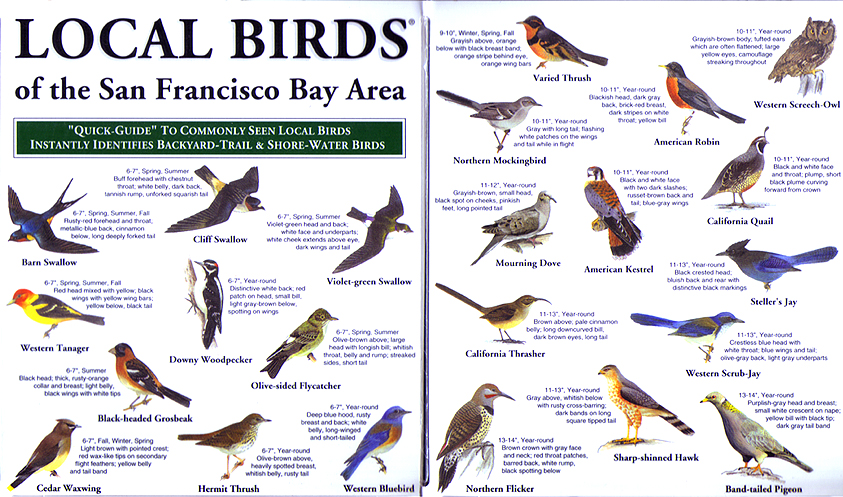 LOCAL BIRDS®
of the San Francisco Bay Area
"QUICK-GUIDE" TO COMMONLY SEEN LOCAL BIRDS
INSTANTLY IDENTIFIES BACKYARD-TRAIL & SHORE-WATER BIRDS
6-7", Spring, Summer
Buff forehead with chestnut
throat; white belly, dark back,
tannish rump, unforked squarish tail
Cliff Swallow
6-7", Spring, Summer, Fall
Rusty-red forehead and throat,
metallic-blue back, cinnamon
below, long deeply forked tail
Barn Swallow
6-7", Spring, Summer
Violet-green head and back;
white face and underparts;
white cheek extends above eye,
dark wings and tail
Violet-green Swallow
6-7", Spring, Summer, Fall
Red head mixed with yellow; black
wings with yellow wing bars;
yellow below, black tail
Western Tanager
6-7", Year-round
Distinctive white back; red
patch on head, small bill,
light gray-brown below,
spotting on wings
Downy Woodpecker
6-7", Spring, Summer
Olive-brown above; large
head with longish bill; whitish
throat, belly and rump; streaked
sides, short tail
Olive-sided Flycatcher
6-7", Summer
Black head; thick, rusty-orange
collar and breast; light belly,
black wings with white tips
Black-headed Grosbeak
6-7", Fall, Winter, Spring
Light brown with pointed crest;
red wax-like tips on secondary
flight feathers; yellow belly
and tail band
Cedar Waxwing
6-7", Year-round
Olive-brown above,
heavily spotted breast,
whitish belly, rusty tail
Hermit Thrush
6-7", Year-round
Deep blue hood, rusty
breast and back; white
belly, long-winged
and short-tailed
Western Bluebird
9-10", Winter, Spring, Fall
Grayish above, orange
below with black breast band,
orange stripe behind eye,
orange wing bars
Varied Thrush
10-11", Year-round
Grayish-brown body, tufted ears
which are often flattened; large
yellow eyes, camouflage
streaking throughout
Western Screech-Owl
10-11", Year-round
Gray with long tail; flashing
white patches on the wings
and tail while in flight
Northern Mockingbird
10-11", Year-round
Blackish head, dark gray
back, brick-red breast,
dark stripes on white
throat; yellow bill
American Robin
10-11", Year-round
Black and white face
and throat; plump, short
black plume curving
forward from crown
California Quail
11-12", Year-round
Grayish-brown, small head,
black spot on cheeks, pinkish
feet, long pointed tail
Mourning Dove
10-11", Year-round
Black and white face
with two dark slashes;
russet-brown back and
tail, blue-gray wings
American Kestrel
11-13", Year-round
Black crested head;
bluish back and rear with
distinctive black markings
Steller's Jay
11-13", Year-round
Brown above; pale cinnamon
belly; long downcurved bill,
dark brown eyes, long tail
California Thrasher
11-13", Year-round
Crestless blue head with
white throat; blue wings and tail;
olive-gray back, light gray underparts
Western Scrub-Jay
13-14", Year-round
Brown crown with gray face
and neck; red throat patches,
barred back, white rump,
black spotting below
Northern Flicker
11-13", Year-round
Gray above, whitish below
with rusty cross-barring;
dark bands on long
square tipped tail
Sharp-shinned Hawk
13-14", Year-round
Purplish-gray head and breast;
small white crescent on nape;
yellow bill with black tip;
dark gray tail band
Band-tailed Pigeon